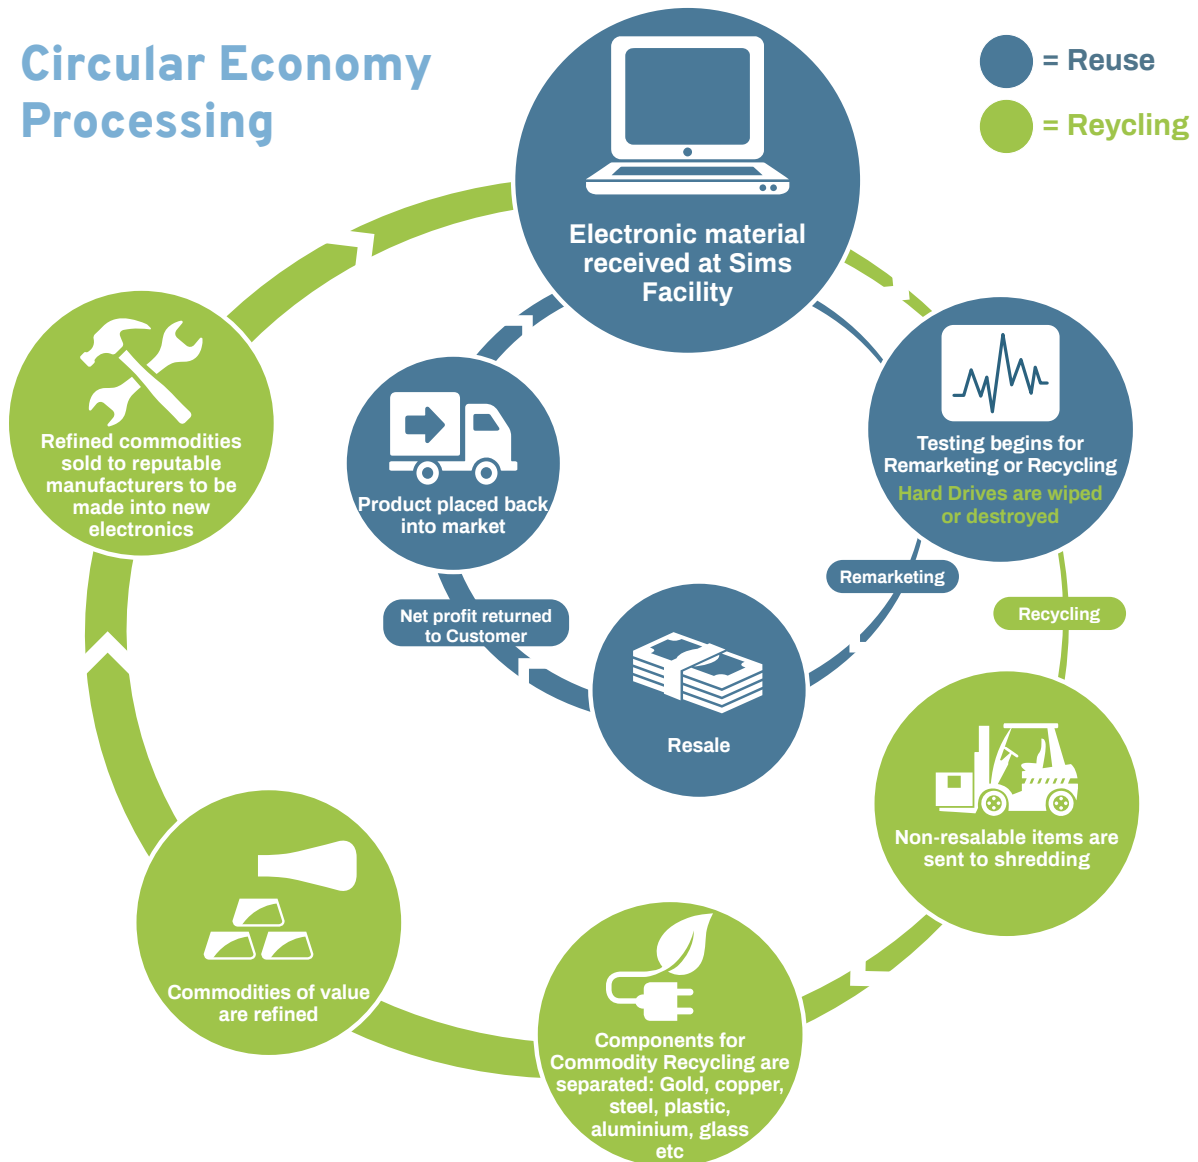 Circular Economy
Processing
= Reuse
= Reycling
Electronic material
received at Sims
Facility
Testing begins for
Remarketing or Recycling
Hard Drives are wiped
or destroyed
Refined commodities
sold to reputable
manufacturers to be
made into new
electronics
Product placed back
into market
Remarketing
Net profit returned
to Customer
Recycling
Resale
Non-resalable items are
sent to shredding
Commodities of value
are refined
Components for
Commodity Recycling are
separated: Gold, copper,
steel, plastic,
aluminium, glass
etc